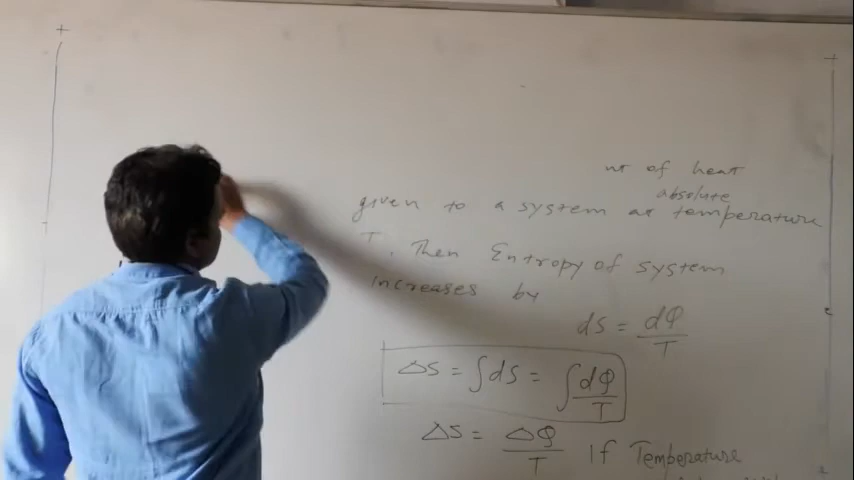 nt of heat
absolute
given to a system at temperature
T. Then Entropy of system
increases by
dS = dQ/T
ΔS = ∫dS = ∫dQ/T
ΔS = ΔQ/T If Temperature